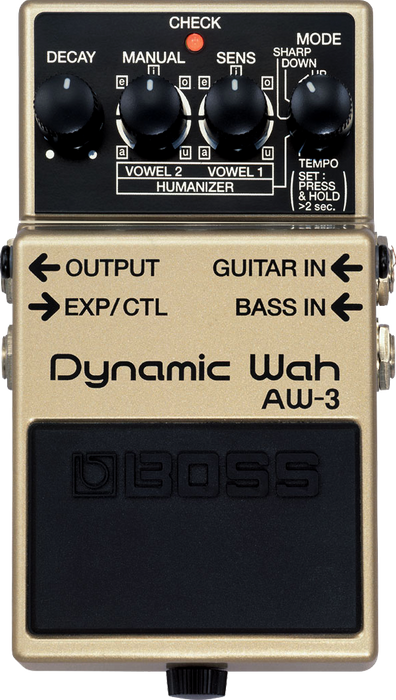 CHECK
DECAY
MANUAL
SENS
MODE
SHARP
DOWN
UP
e i o
a u
e i o
a u
VOWEL 2
VOWEL 1
HUMANIZER
TEMPO
(SET :
PRESS
& HOLD
>2 sec.)
← OUTPUT
GUITAR IN ←
→ EXP/CTL
BASS IN ←
Dynamic Wah
AW-3
BOSS